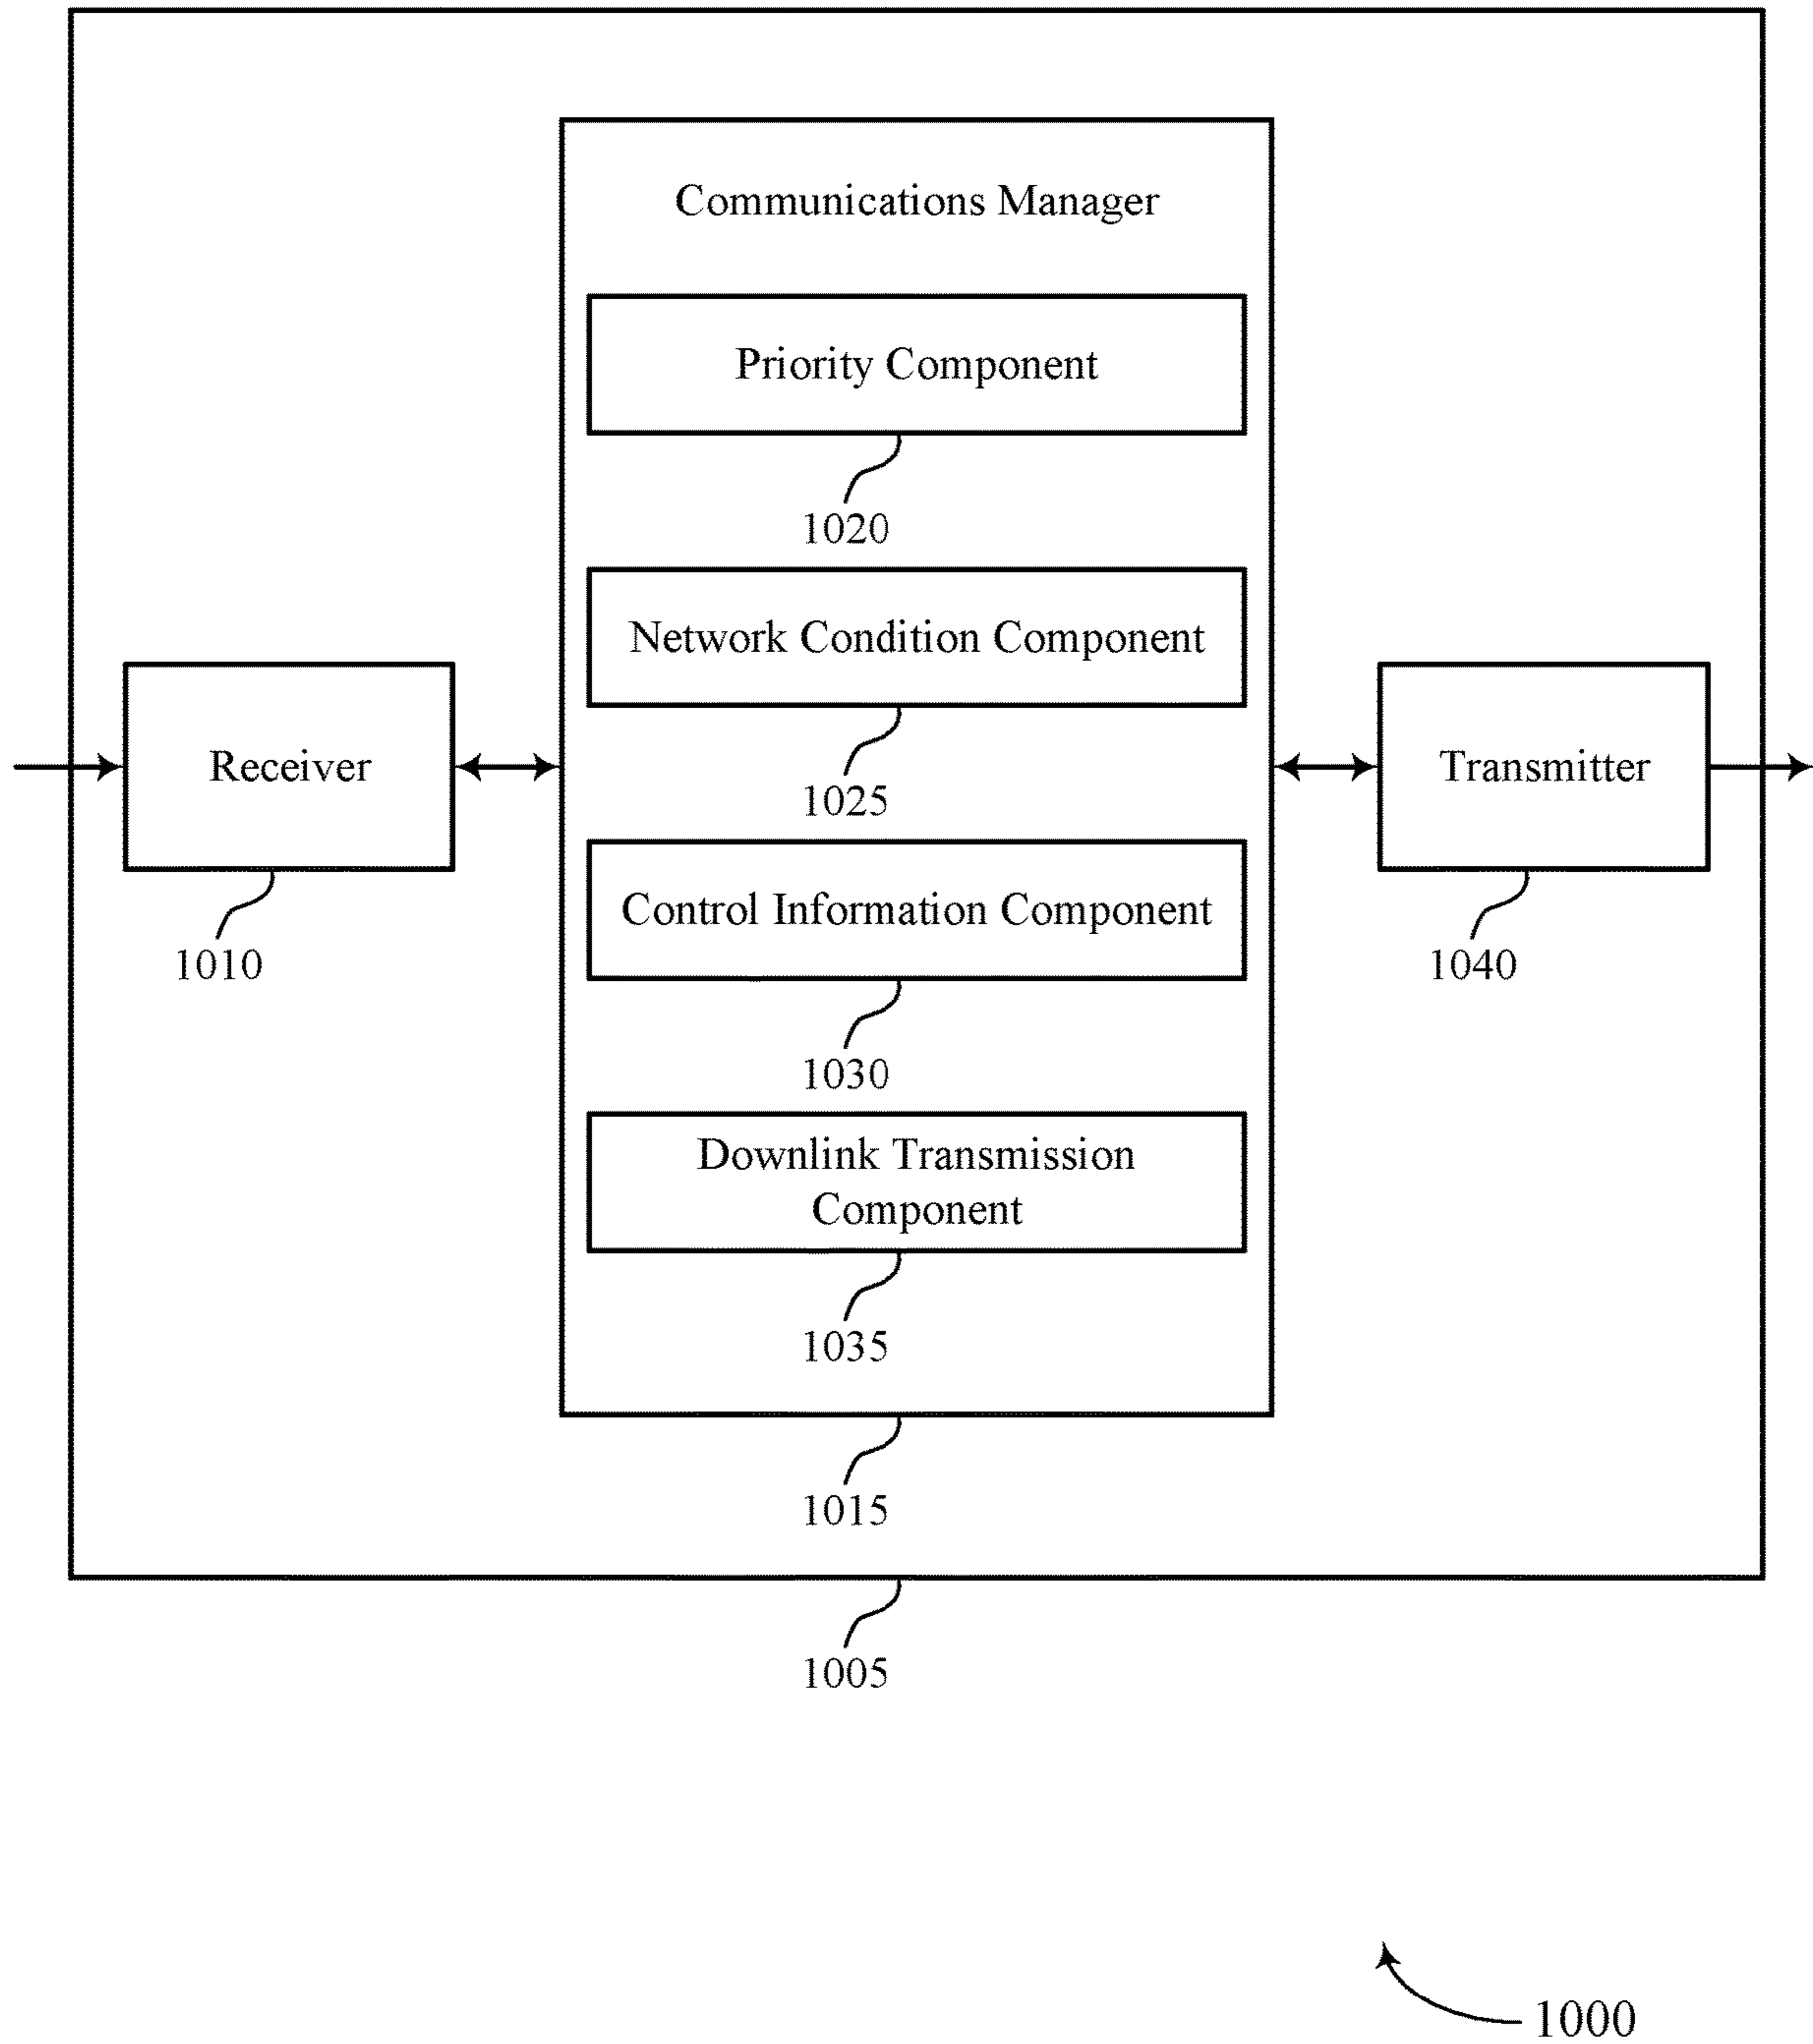 Communications Manager
Priority Component
1020
Network Condition Component
1025
Receiver
1010
Transmitter
1040
Control Information Component
1030
Downlink Transmission
Component
1035
1015
1005
1000